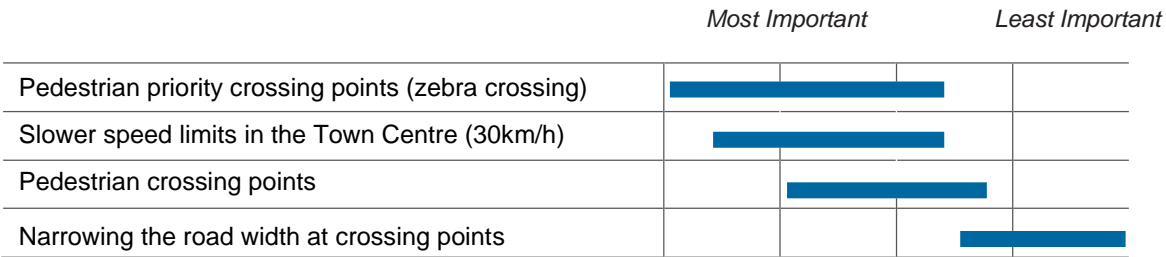 Most Important Least Important
Pedestrian priority crossing points (zebra crossing)
Slower speed limits in the Town Centre (30km/h)
Pedestrian crossing points
Narrowing the road width at crossing points